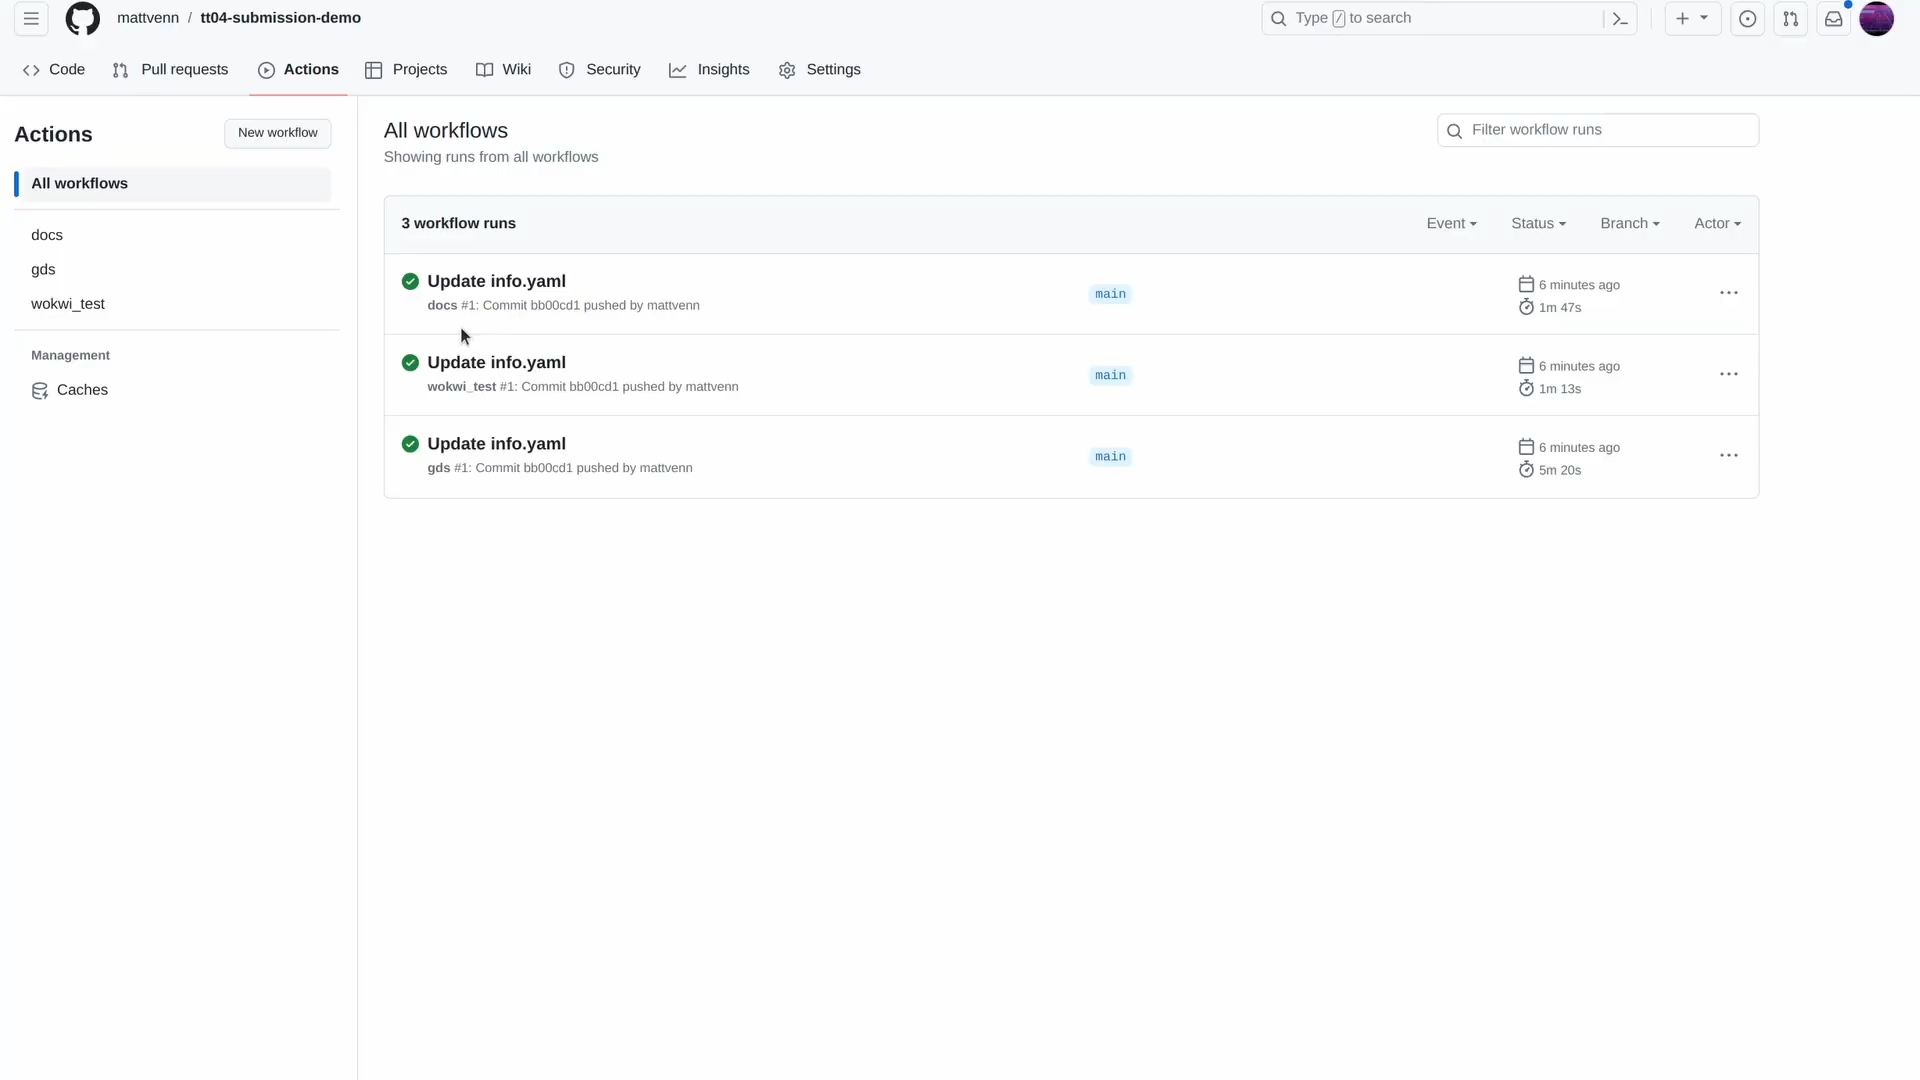 mattvenn / tt04-submission-demo
Type / to search
Code Pull requests Actions Projects Wiki Security Insights Settings
Actions
New workflow
All workflows
docs
gds
wokwi_test
Management
Caches
All workflows
Showing runs from all workflows
Filter workflow runs
3 workflow runs
Event Status Branch Actor
Update info.yaml
docs #1: Commit bb00cd1 pushed by mattvenn
main
6 minutes ago
1m 47s
Update info.yaml
wokwi_test #1: Commit bb00cd1 pushed by mattvenn
main
6 minutes ago
1m 13s
Update info.yaml
gds #1: Commit bb00cd1 pushed by mattvenn
main
6 minutes ago
5m 20s